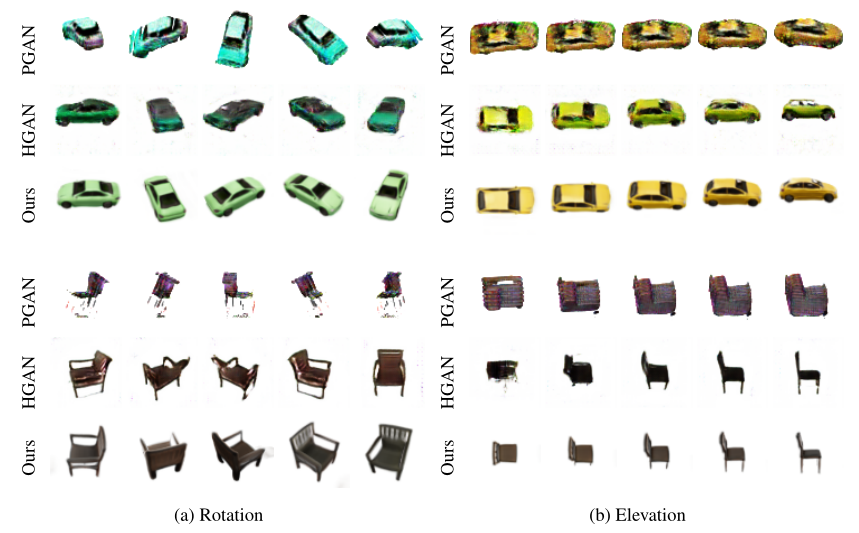 PGAN
HGAN
Ours
PGAN
HGAN
Ours
PGAN
HGAN
Ours
PGAN
HGAN
Ours
(a) Rotation
(b) Elevation